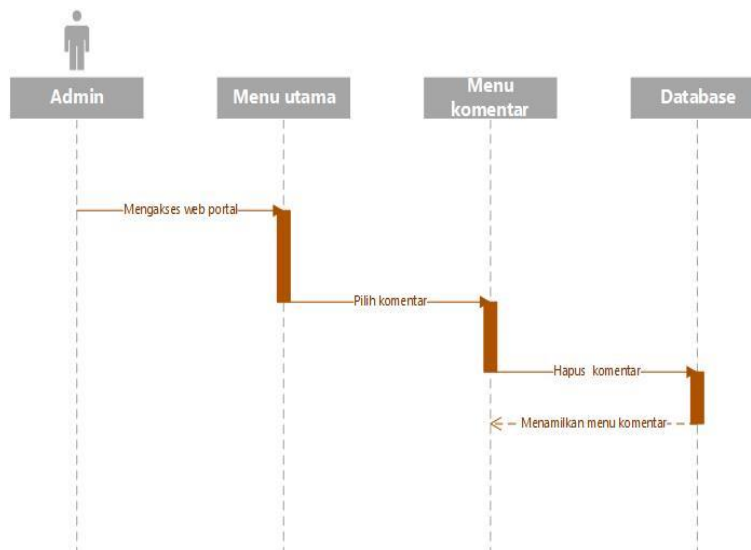 Admin
Menu utama
Menu
komentar
Database
Mengakses web portal
Pilih komentar
Hapus komentar
Menamilkan menu komentar